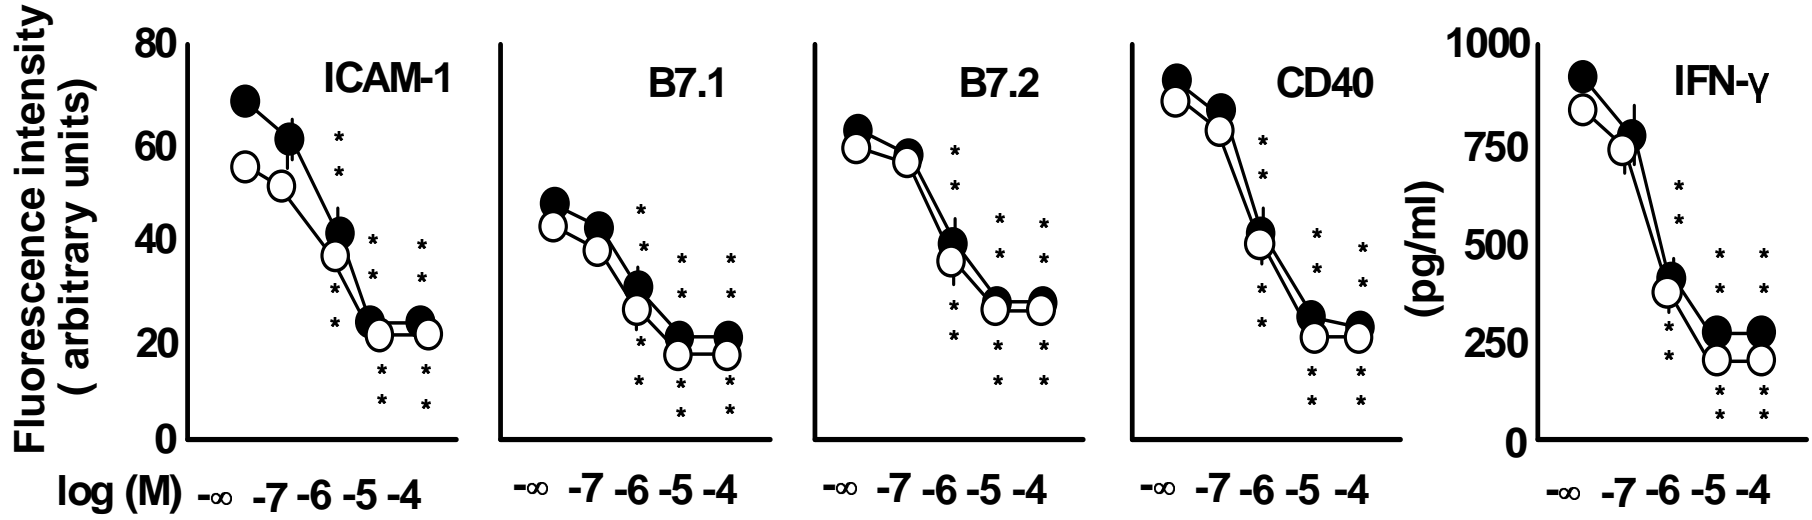 Fluorescence intensity
( arbitrary units)
80
60
40
20
0
ICAM-1
B7.1
B7.2
CD40
(pg/ml)
1000
750
500
250
0
IFN-γ
log (M) -∞ -7 -6 -5 -4
-∞ -7 -6 -5 -4
-∞ -7 -6 -5 -4
-∞ -7 -6 -5 -4
-∞ -7 -6 -5 -4